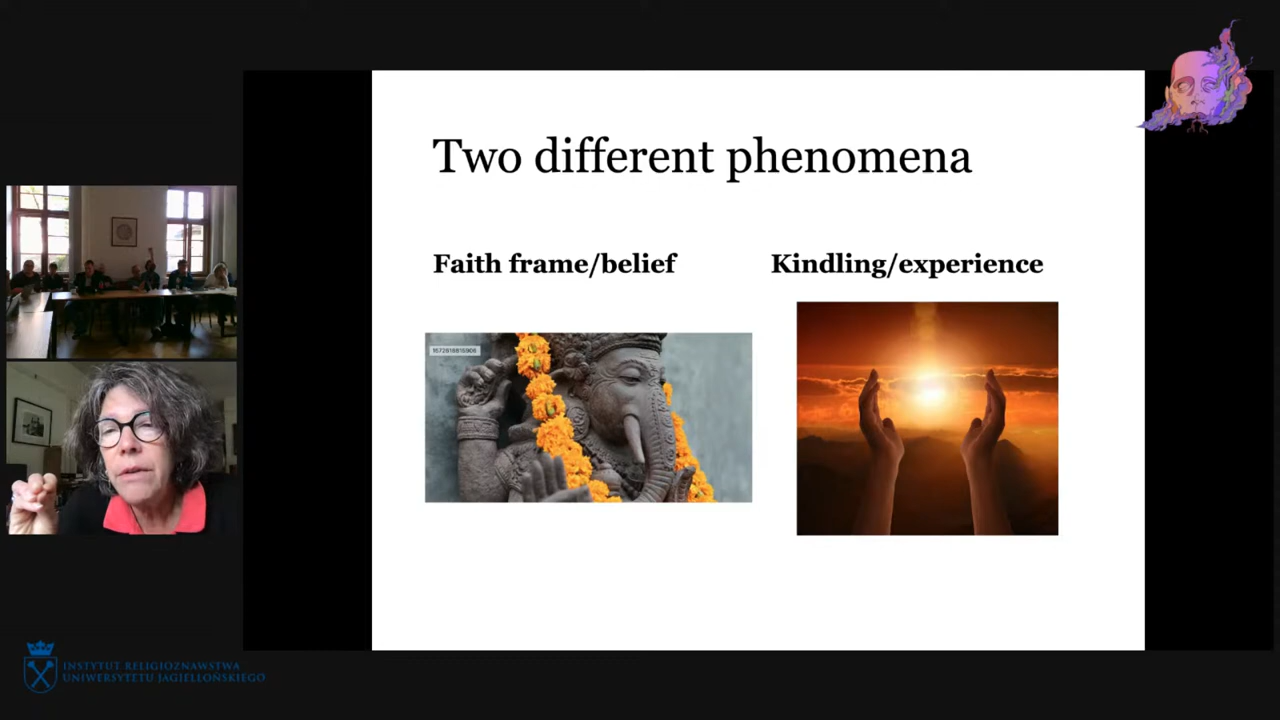 Two different phenomena
Faith frame/belief
Kindling/experience
INSTYTUT RELIGIOZNAWSTWA
UNIWERSYTETU JAGIELLOŃSKIEGO